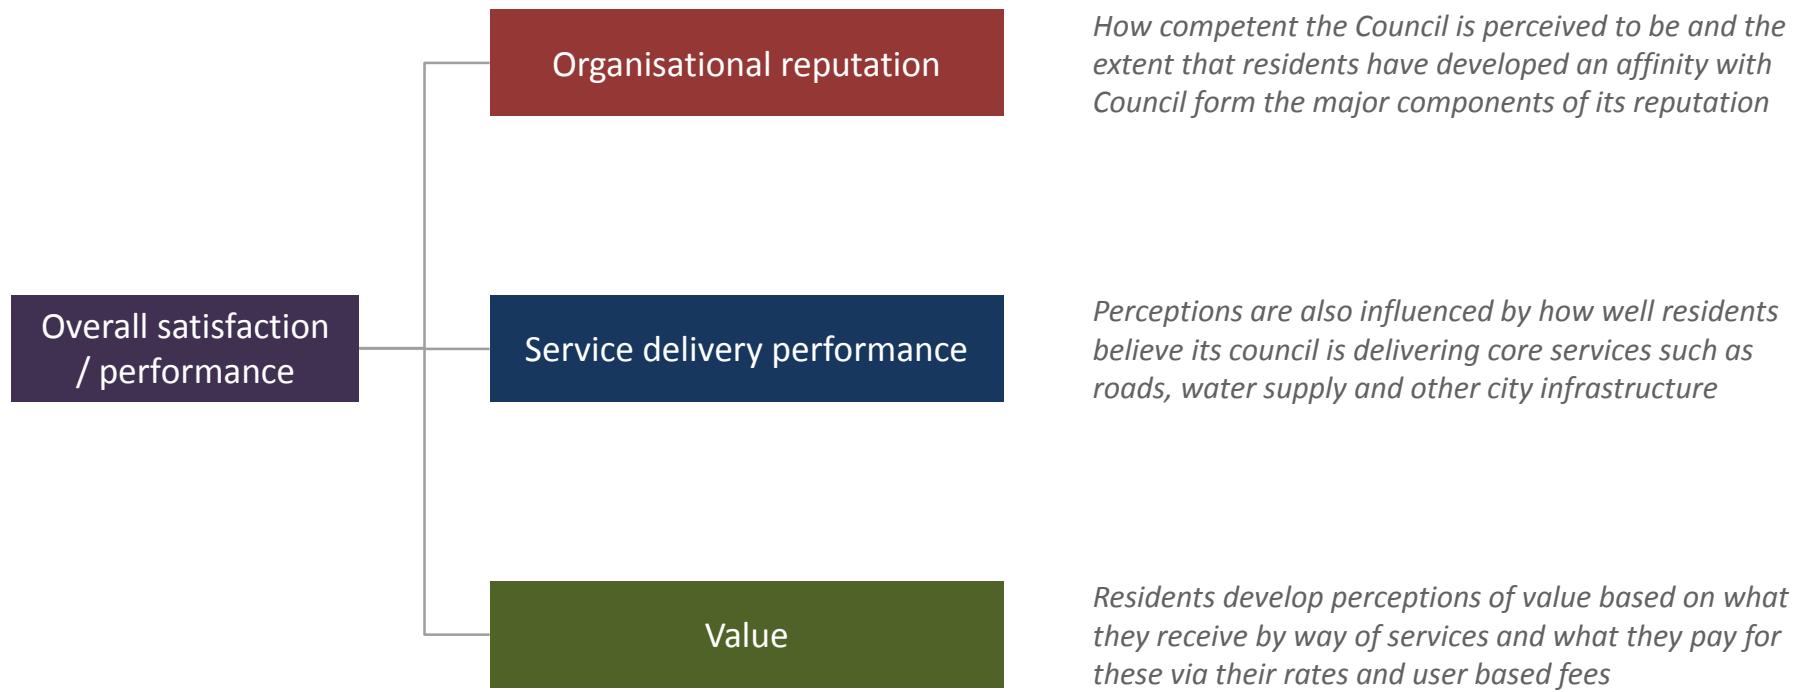 Organisational reputation
How competent the Council is perceived to be and the
extent that residents have developed an affinity with
Council form the major components of its reputation
Overall satisfaction
/ performance
Service delivery performance
Perceptions are also influenced by how well residents
believe its council is delivering core services such as
roads, water supply and other city infrastructure
Value
Residents develop perceptions of value based on what
they receive by way of services and what they pay for
these via their rates and user based fees